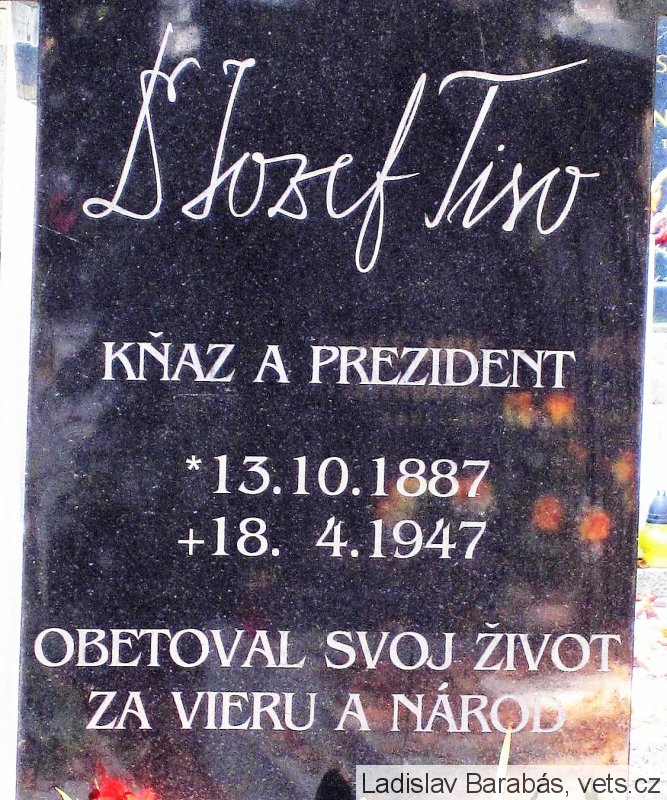 Dr Jozef Tiso
KŇAZ A PREZIDENT
*13.10.1887
+18. 4.1947
OBETOVAL SVOJ ŽIVOT
ZA VIERU A NÁROD
Ladislav Barabás, vets.cz